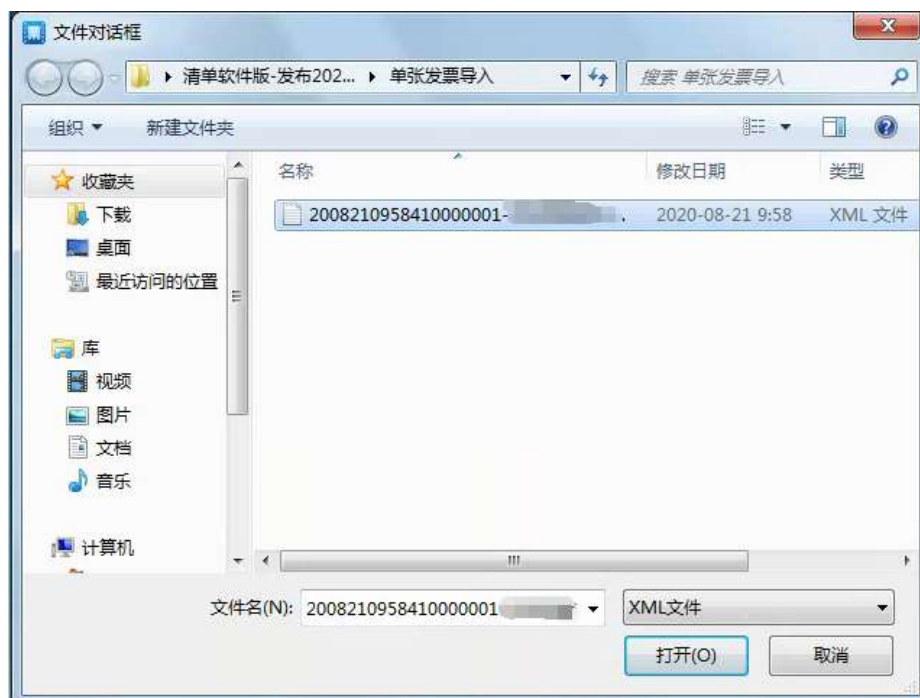 文件对话框
清单软件版-发布202... 单张发票导入 搜索 单张发票导入
组织 新建文件夹
名称 修改日期 类型
2008210958410000001- . 2020-08-21 9:58 XML 文件
收藏夹
下载
桌面
最近访问的位置
库
视频
图片
文档
音乐
计算机
文件名(N): 2008210958410000001 XML文件
打开(O) 取消